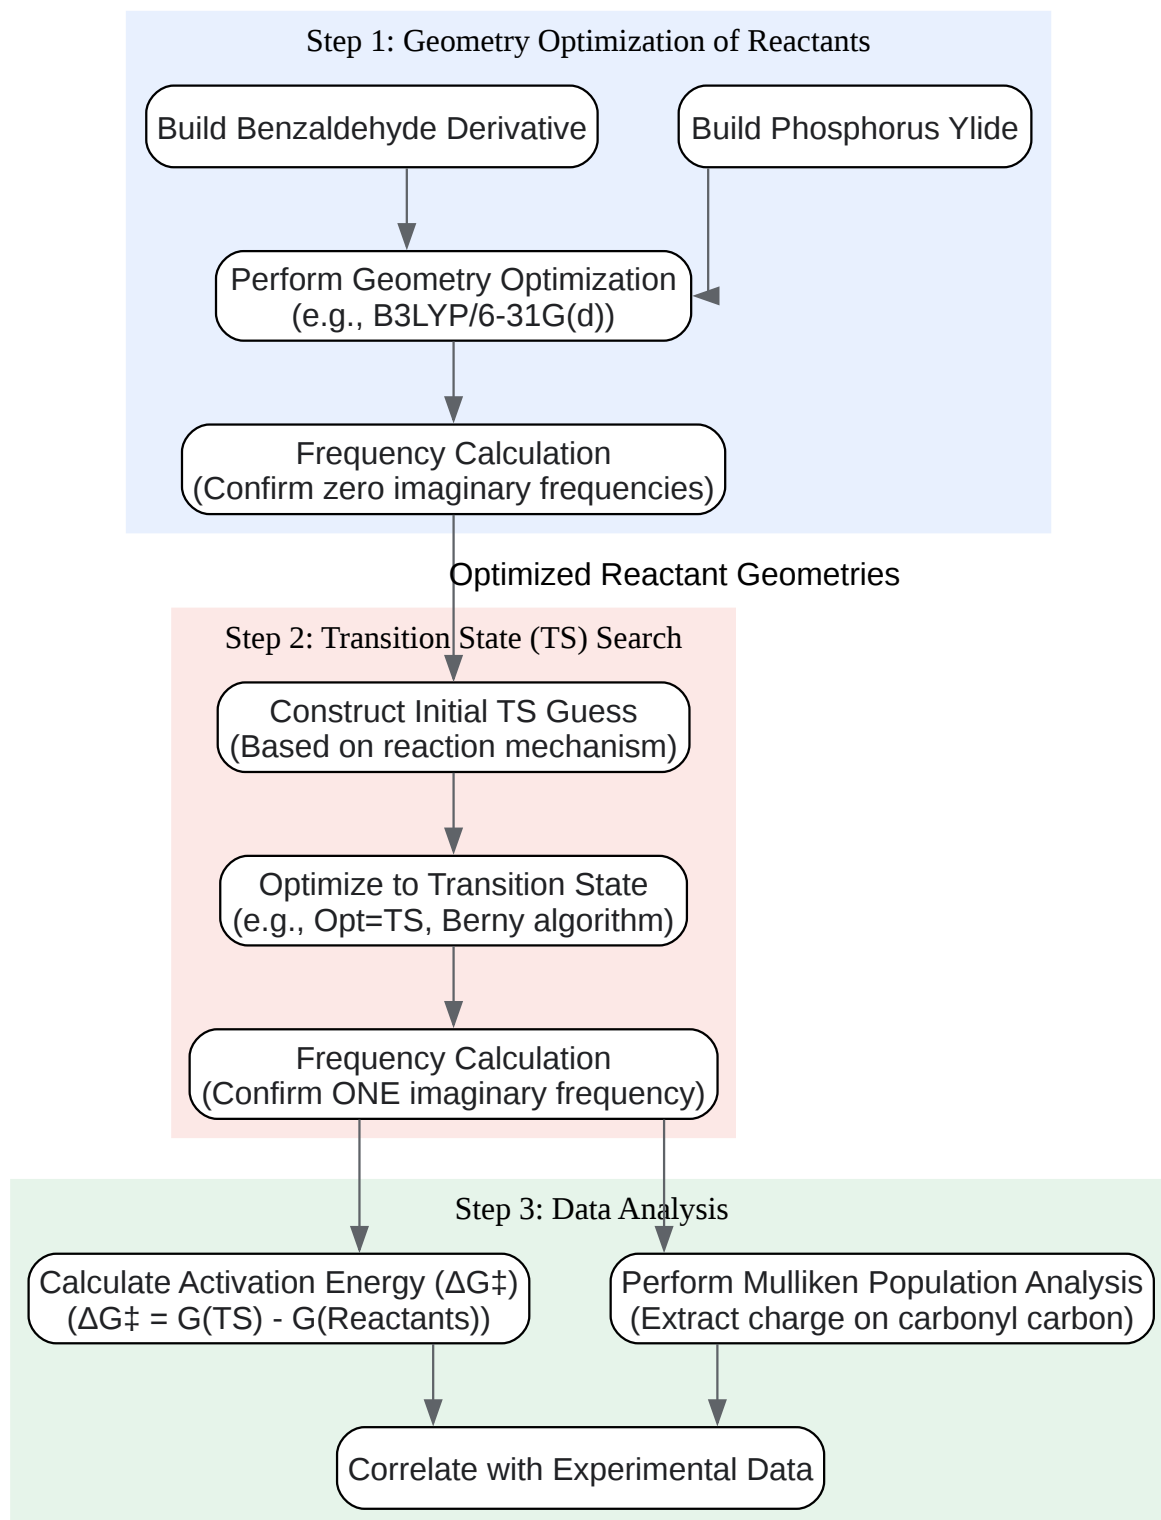 Step 1: Geometry Optimization of Reactants
Build Benzaldehyde Derivative
Build Phosphorus Ylide
Perform Geometry Optimization
(e.g., B3LYP/6-31G(d))
Frequency Calculation
(Confirm zero imaginary frequencies)
Optimized Reactant Geometries
Step 2: Transition State (TS) Search
Construct Initial TS Guess
(Based on reaction mechanism)
Optimize to Transition State
(e.g., Opt=TS, Berny algorithm)
Frequency Calculation
(Confirm ONE imaginary frequency)
Step 3: Data Analysis
Calculate Activation Energy (ΔG‡)
(ΔG‡ = G(TS) - G(Reactants))
Perform Mulliken Population Analysis
(Extract charge on carbonyl carbon)
Correlate with Experimental Data